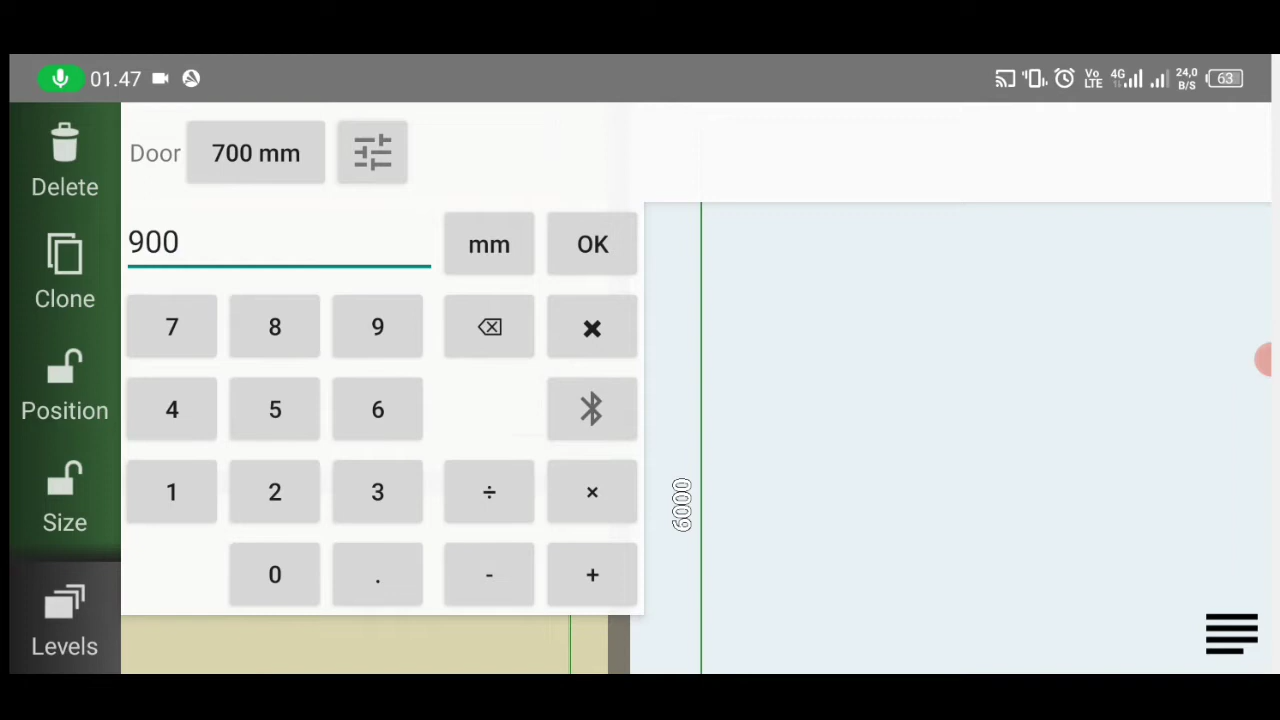 01.47
Vo LTE 4G 24,0 B/S 63
Delete
Clone
Position
Size
Levels
Door 700 mm
900 mm OK
7 8 9
4 5 6
1 2 3 ÷ ×
0 . - +
6000